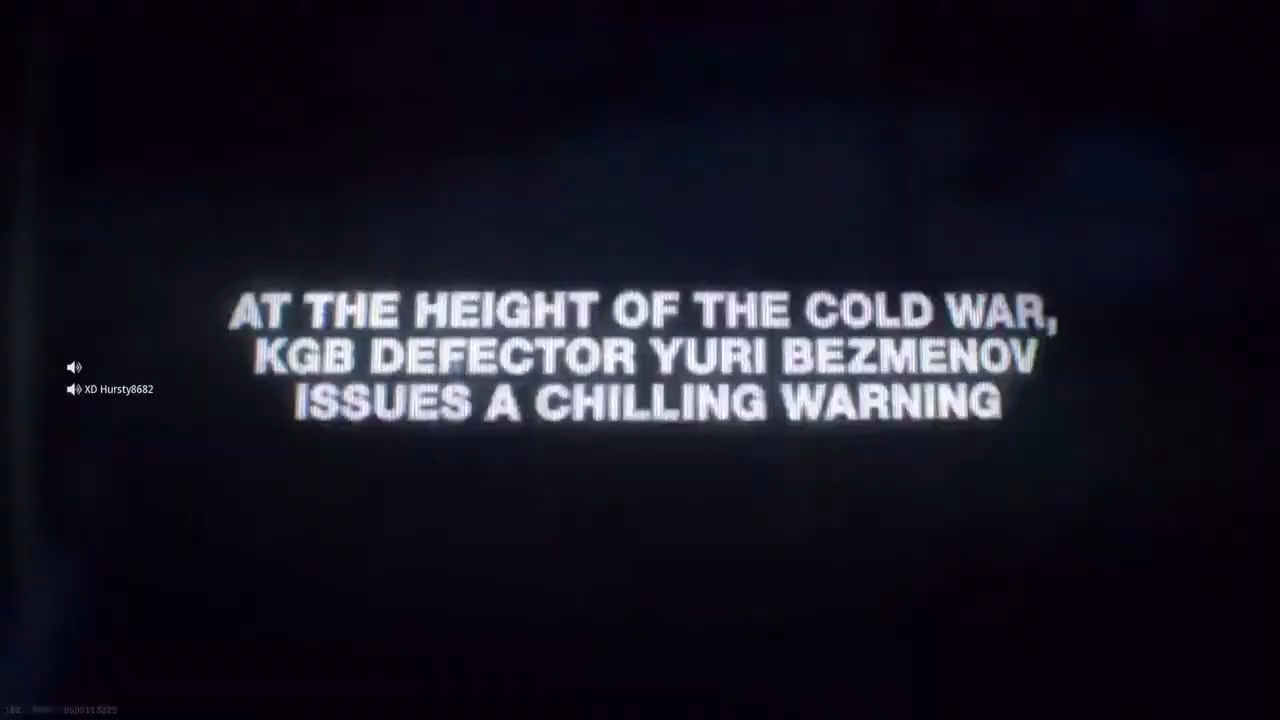 AT THE HEIGHT OF THE COLD WAR,
KGB DEFECTOR YURI BEZMENOV
ISSUES A CHILLING WARNING
XD Hursty8682